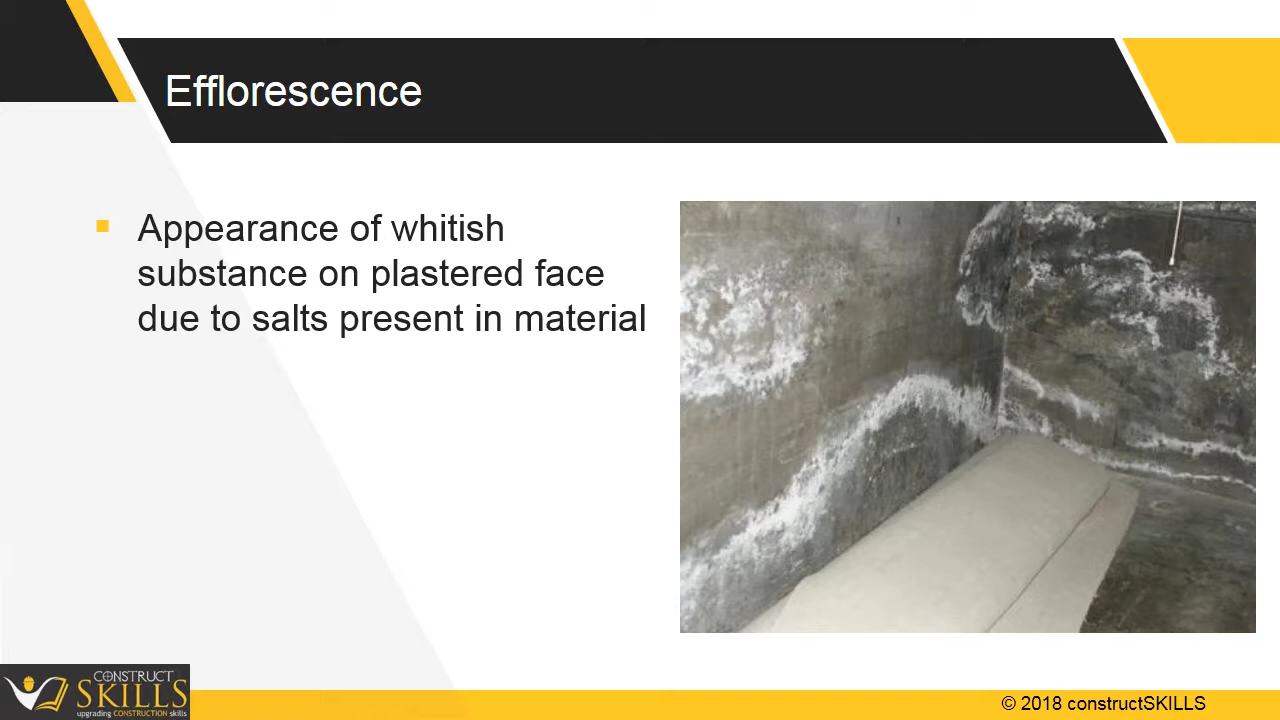 Efflorescence
Appearance of whitish
substance on plastered face
due to salts present in material
CONSTRUCT
SKILLS
upgrading CONSTRUCTION skills
© 2018 constructSKILLS